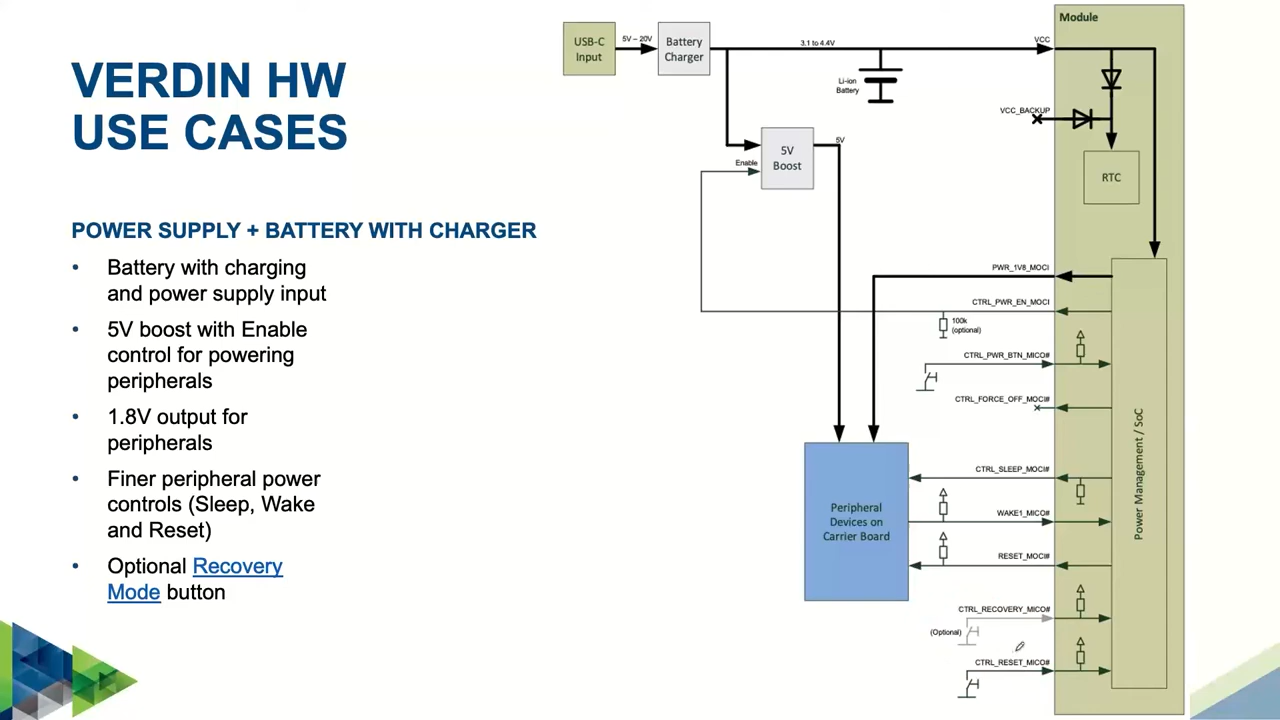 VERDIN HW
USE CASES
POWER SUPPLY + BATTERY WITH CHARGER
• Battery with charging
and power supply input
• 5V boost with Enable
control for powering
peripherals
• 1.8V output for
peripherals
• Finer peripheral power
controls (Sleep, Wake
and Reset)
• Optional Recovery
Mode button
Module
USB-C
Input
5V – 20V
Battery
Charger
3.1 to 4.4V
VCC
Li-ion
Battery
VCC_BACKUP
5V
Boost
5V
Enable
RTC
PWR_1V8_MOCI
CTRL_PWR_EN_MOCI
100k
(optional)
CTRL_PWR_BTN_MICO#
CTRL_FORCE_OFF_MOCI#
Power Management / SoC
CTRL_SLEEP_MOCI#
Peripheral
Devices on
Carrier Board
WAKE1_MICO#
RESET_MOCI#
CTRL_RECOVERY_MICO#
(Optional)
CTRL_RESET_MICO#